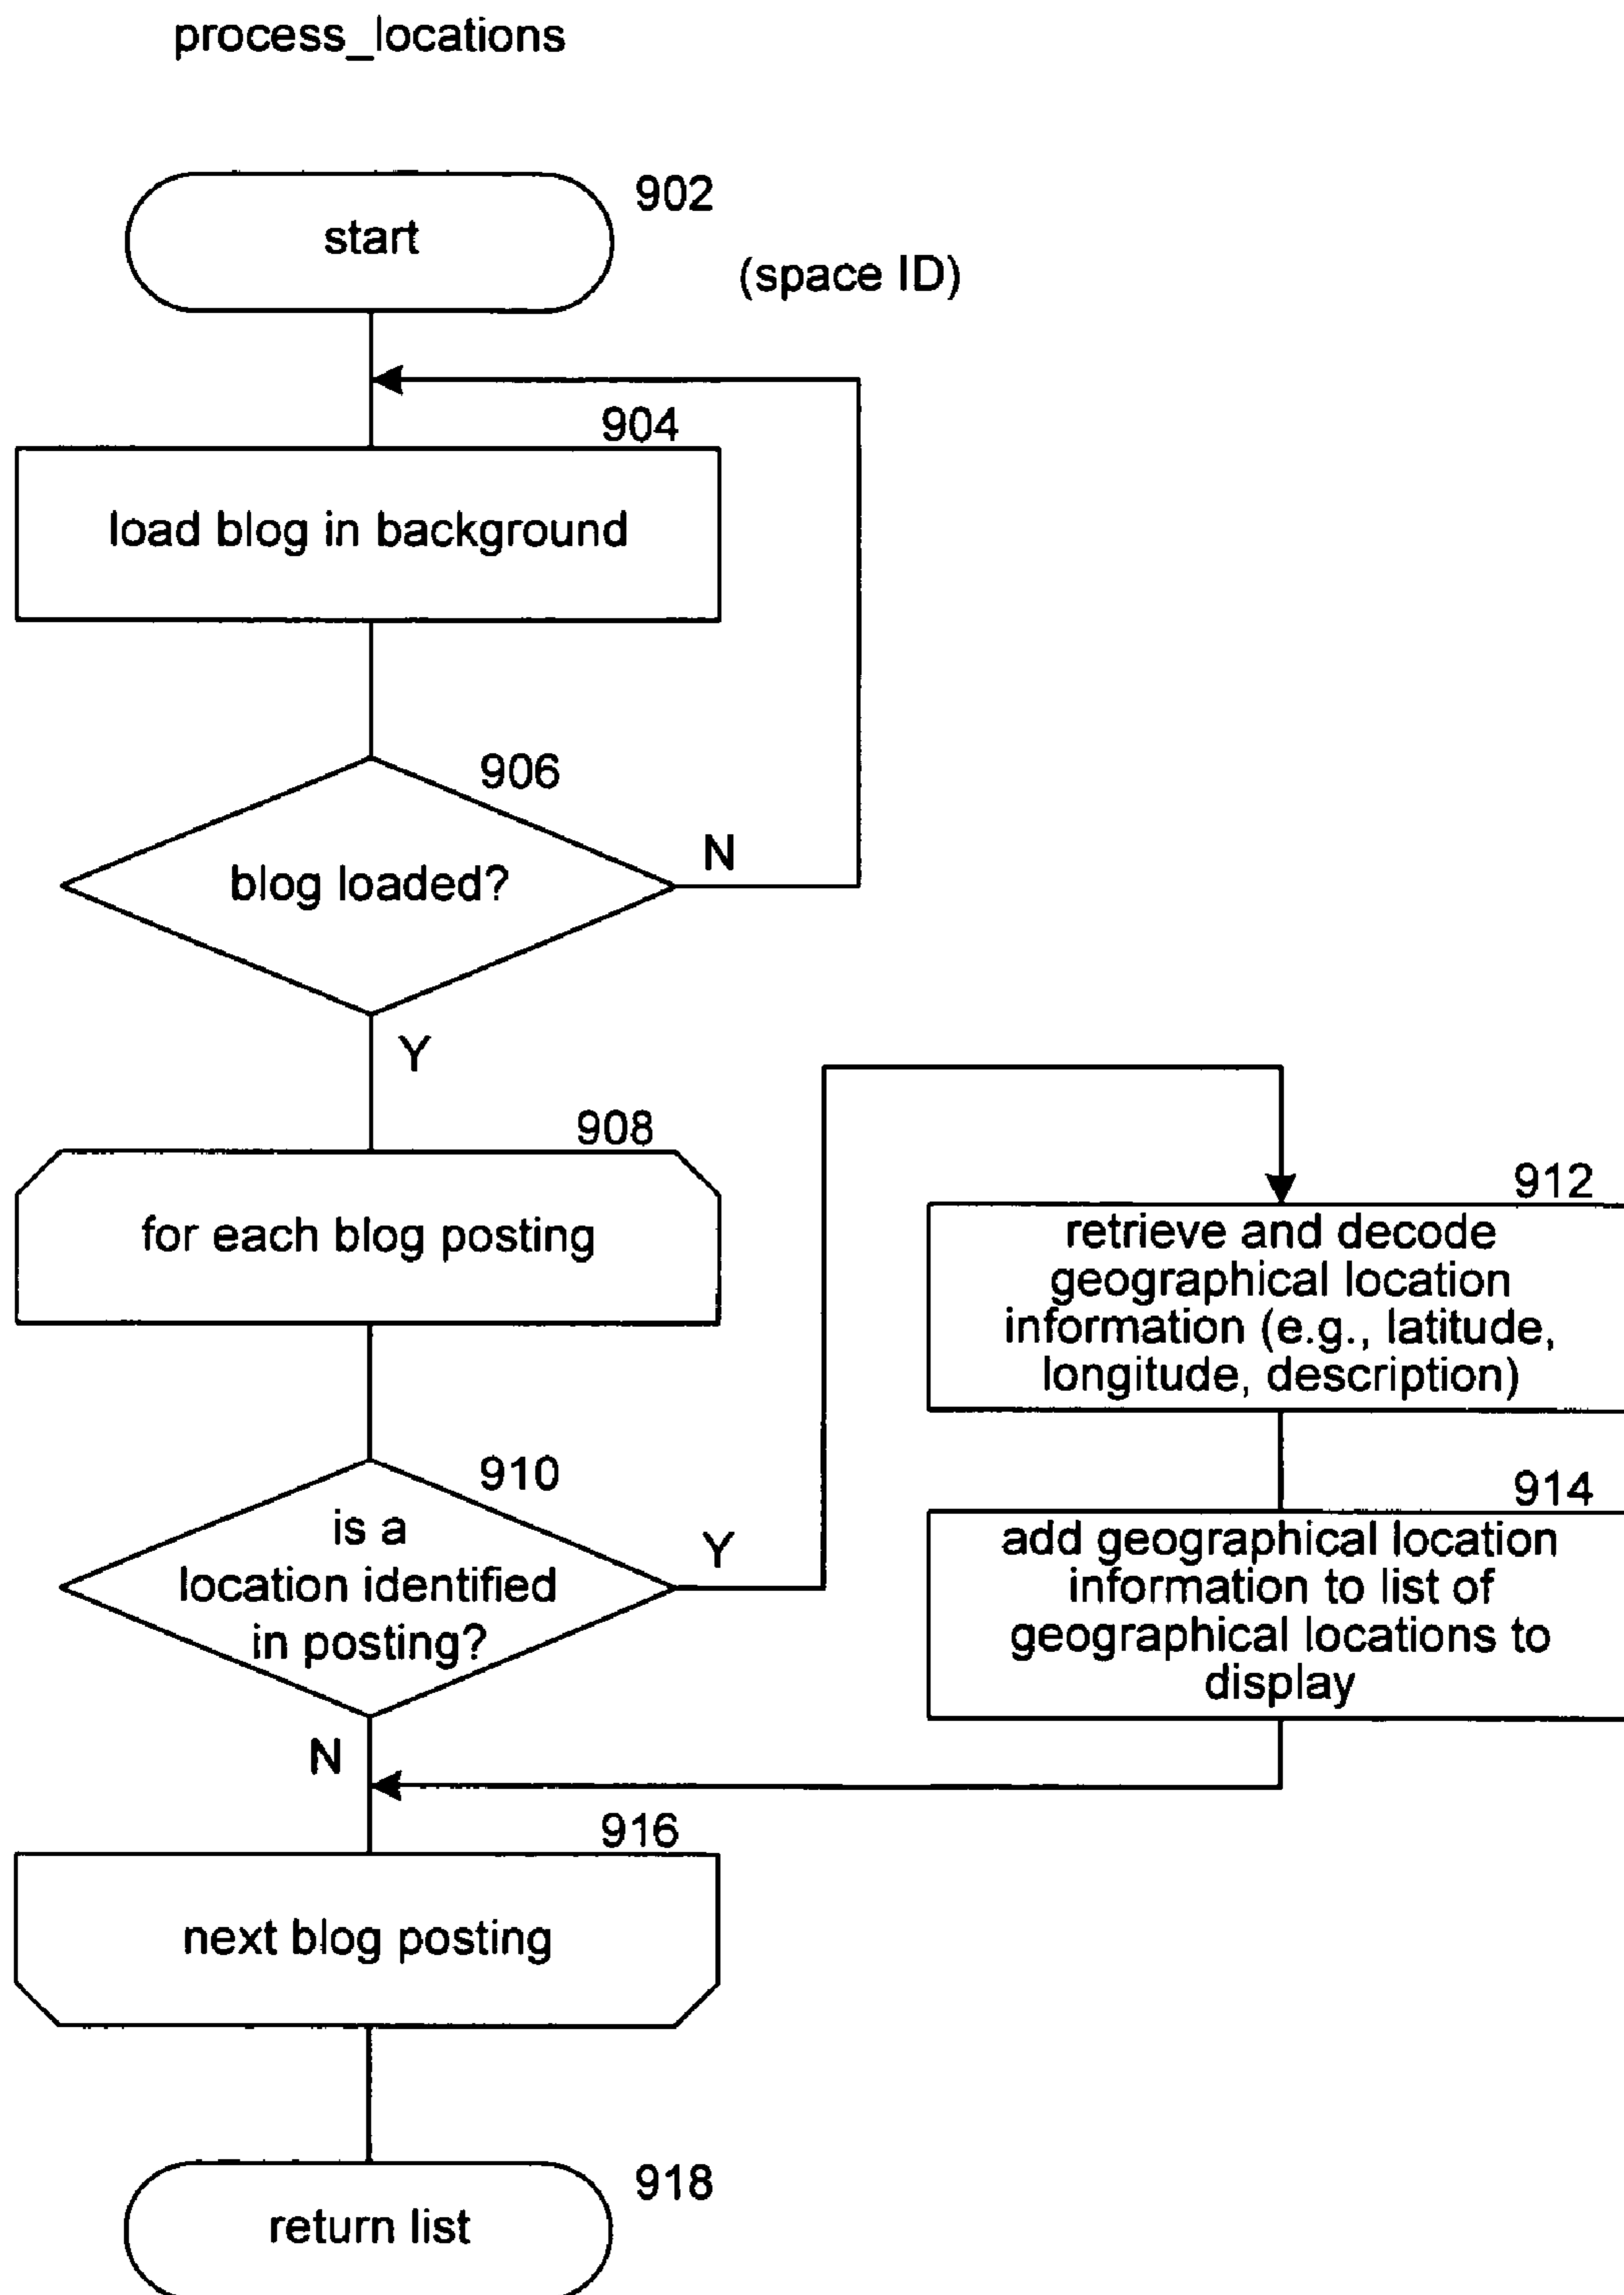 process_locations
902
start
(space ID)
904
load blog in background
906
blog loaded?
N
Y
908
for each blog posting
910
is a
location identified
in posting?
Y
N
912
retrieve and decode
geographical location
information (e.g., latitude,
longitude, description)
914
add geographical location
information to list of
geographical locations to
display
916
next blog posting
918
return list